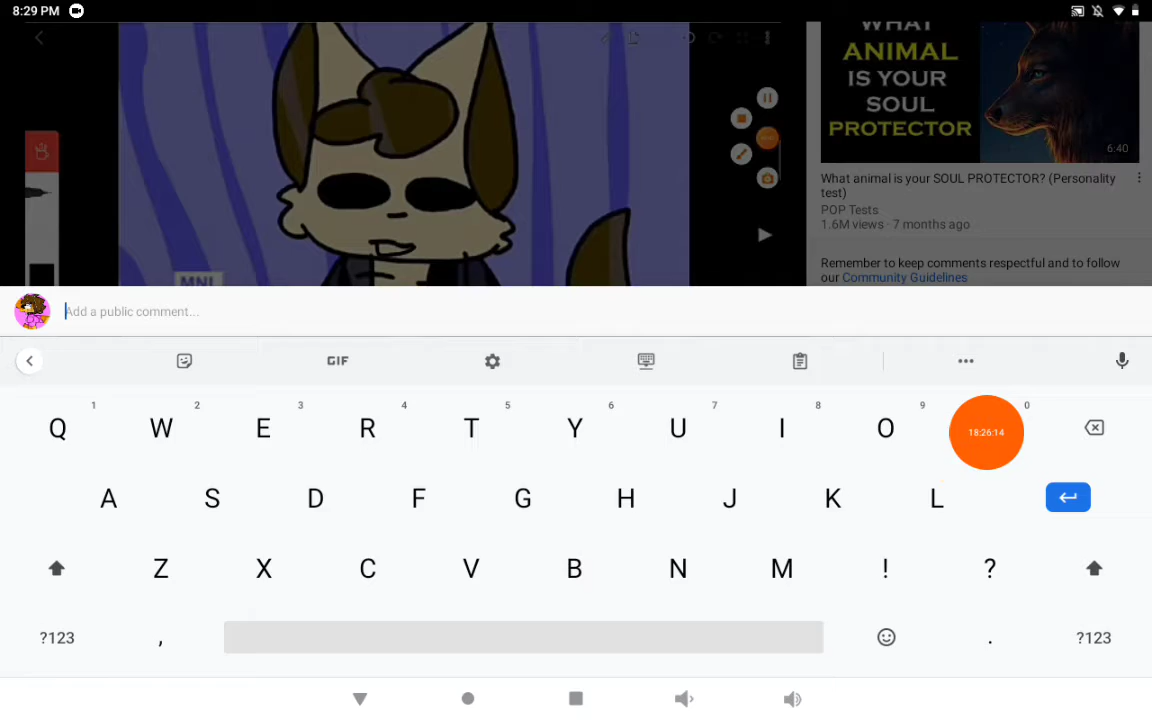 8:29 PM
WHAT
ANIMAL
IS YOUR
SOUL
PROTECTOR
6:40
What animal is your SOUL PROTECTOR? (Personality
test)
POP Tests
1.6M views · 7 months ago
Remember to keep comments respectful and to follow
our Community Guidelines
MNL
Add a public comment...
GIF
1 2 3 4 5 6 7 8 9 0
Q W E R T Y U I O
18:26:14
A S D F G H J K L
Z X C V B N M ! ?
?123 , . ?123